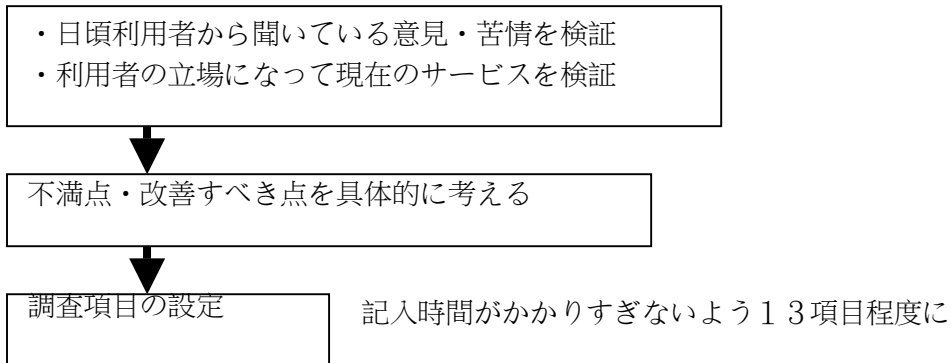 ・日頃利用者から聞いている意見・苦情を検証
・利用者の立場になって現在のサービスを検証
不満点・改善すべき点を具体的に考える
調査項目の設定
記入時間がかかりすぎないよう１３項目程度に